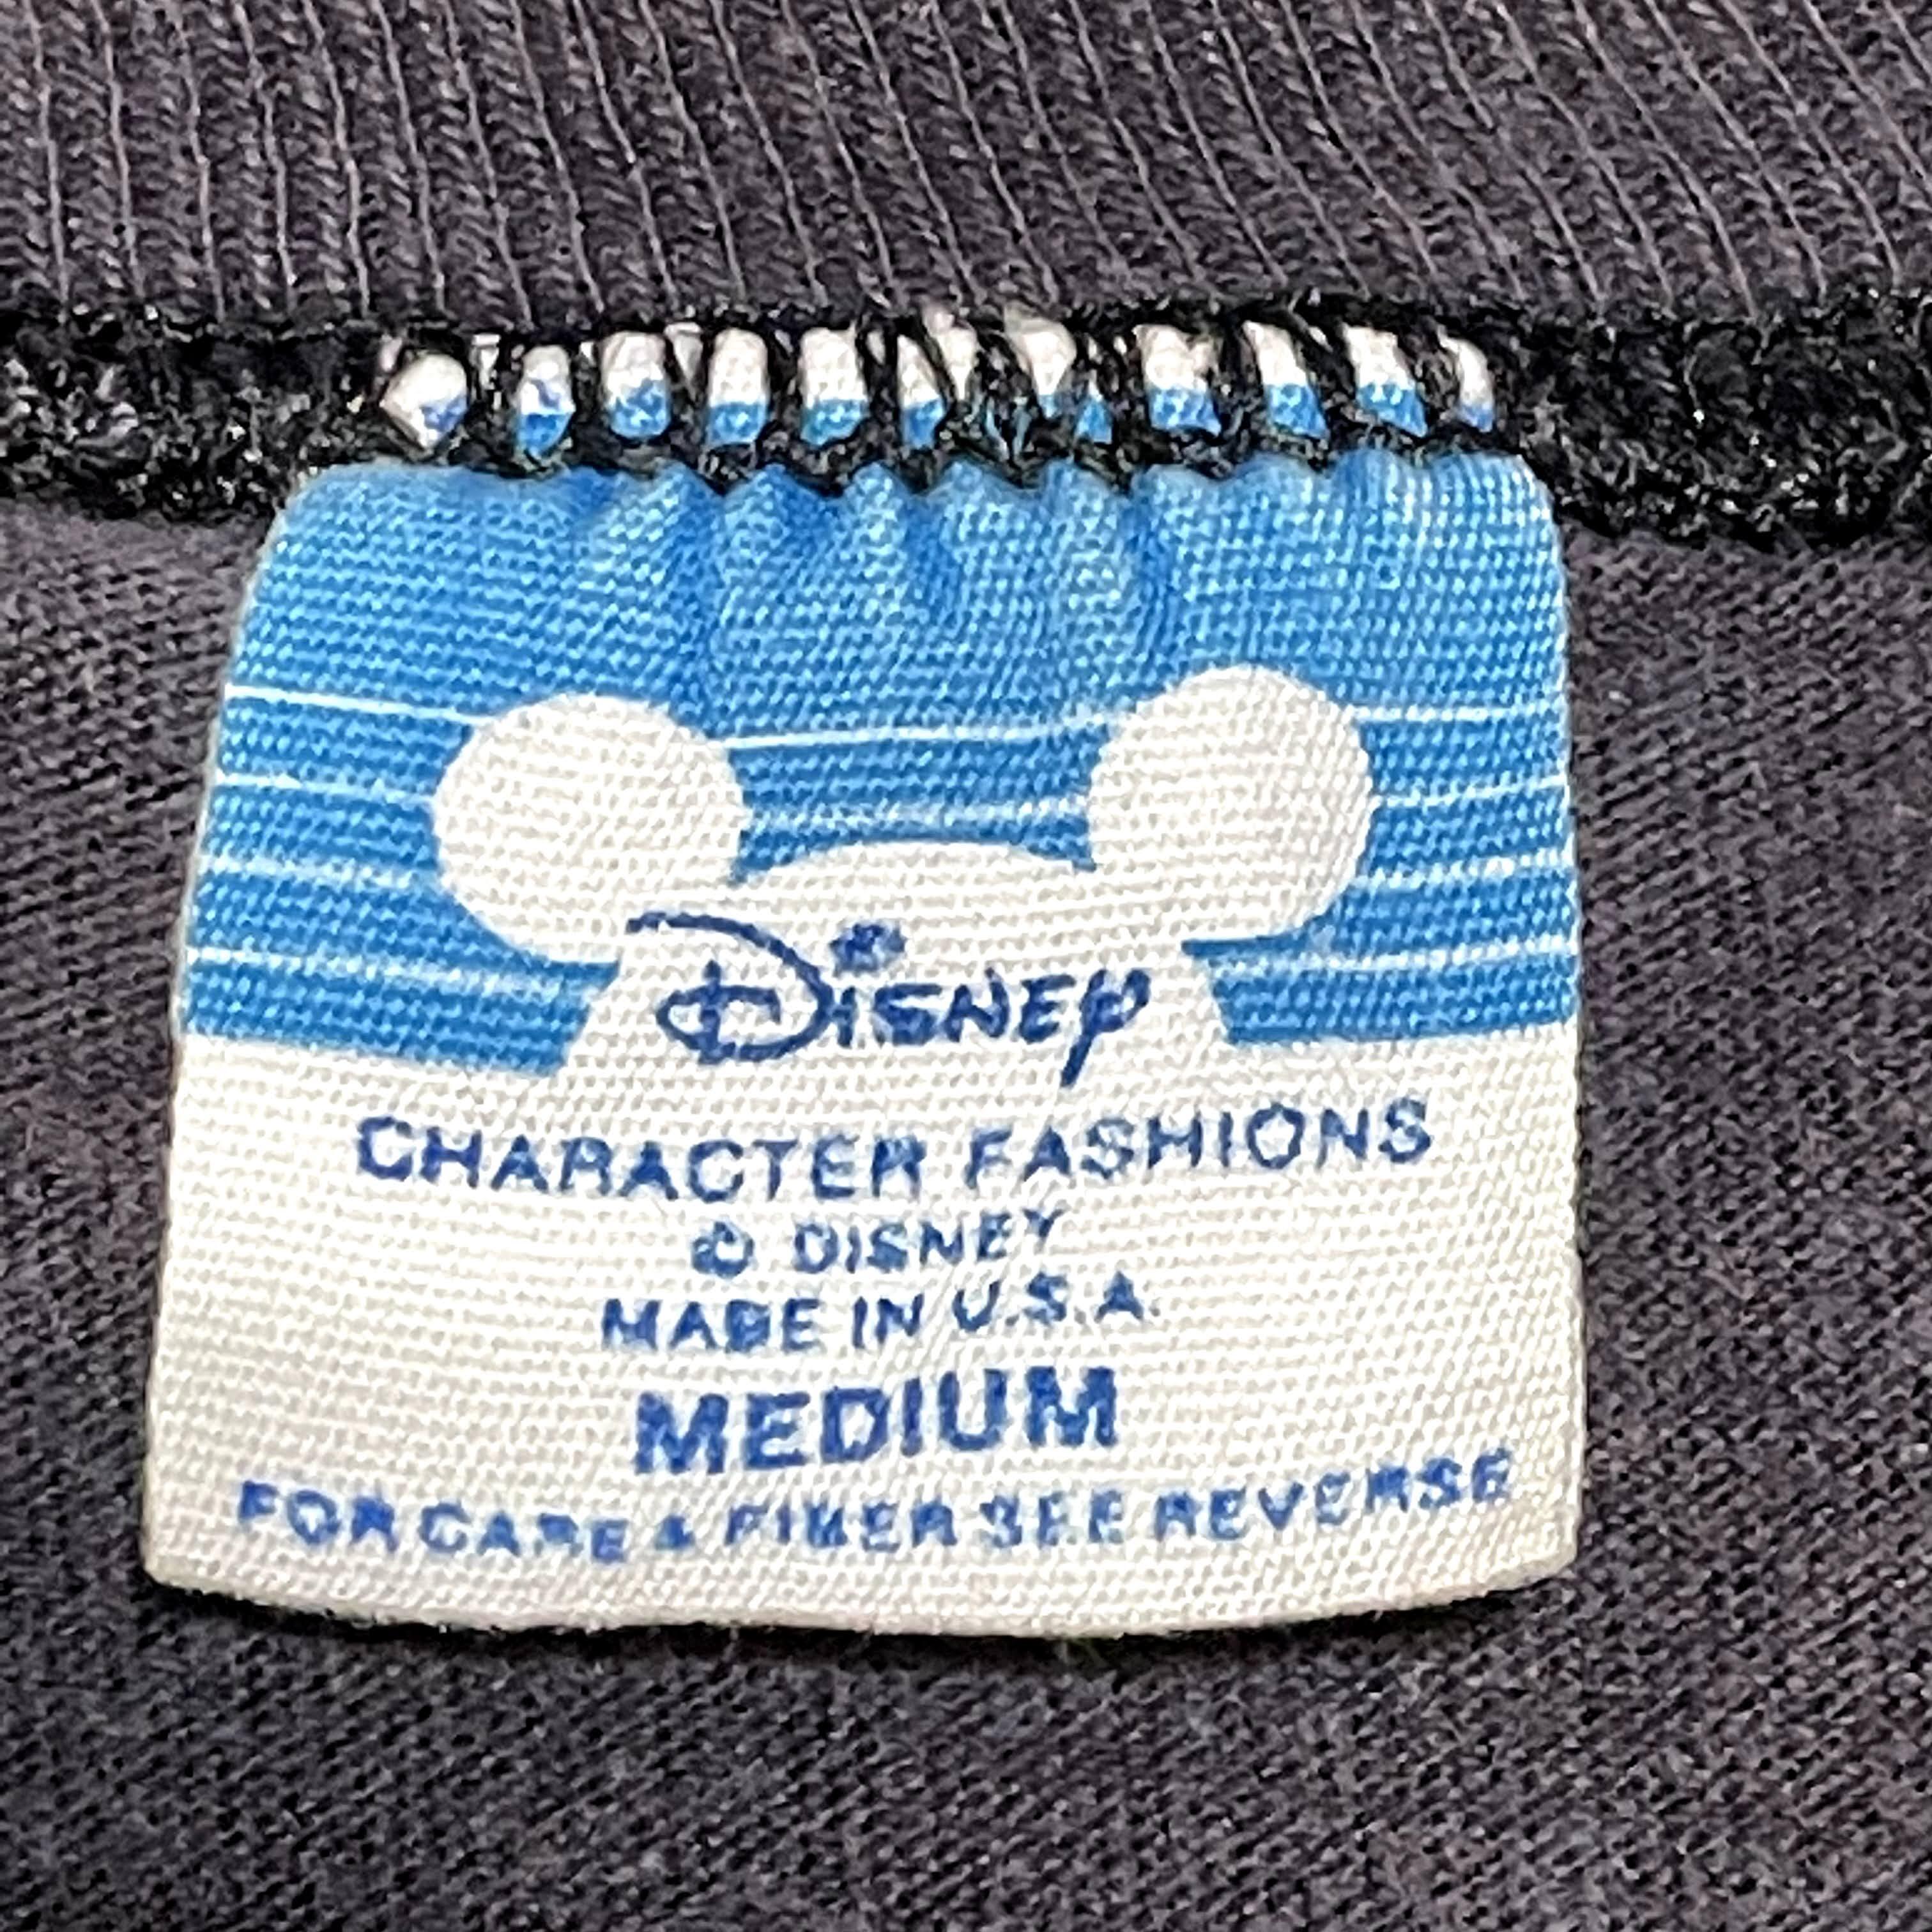 Disney®
CHARACTER FASHIONS
© DISNEY
MADE IN U.S.A.
MEDIUM
FOR CARE & FIBER SEE REVERSE